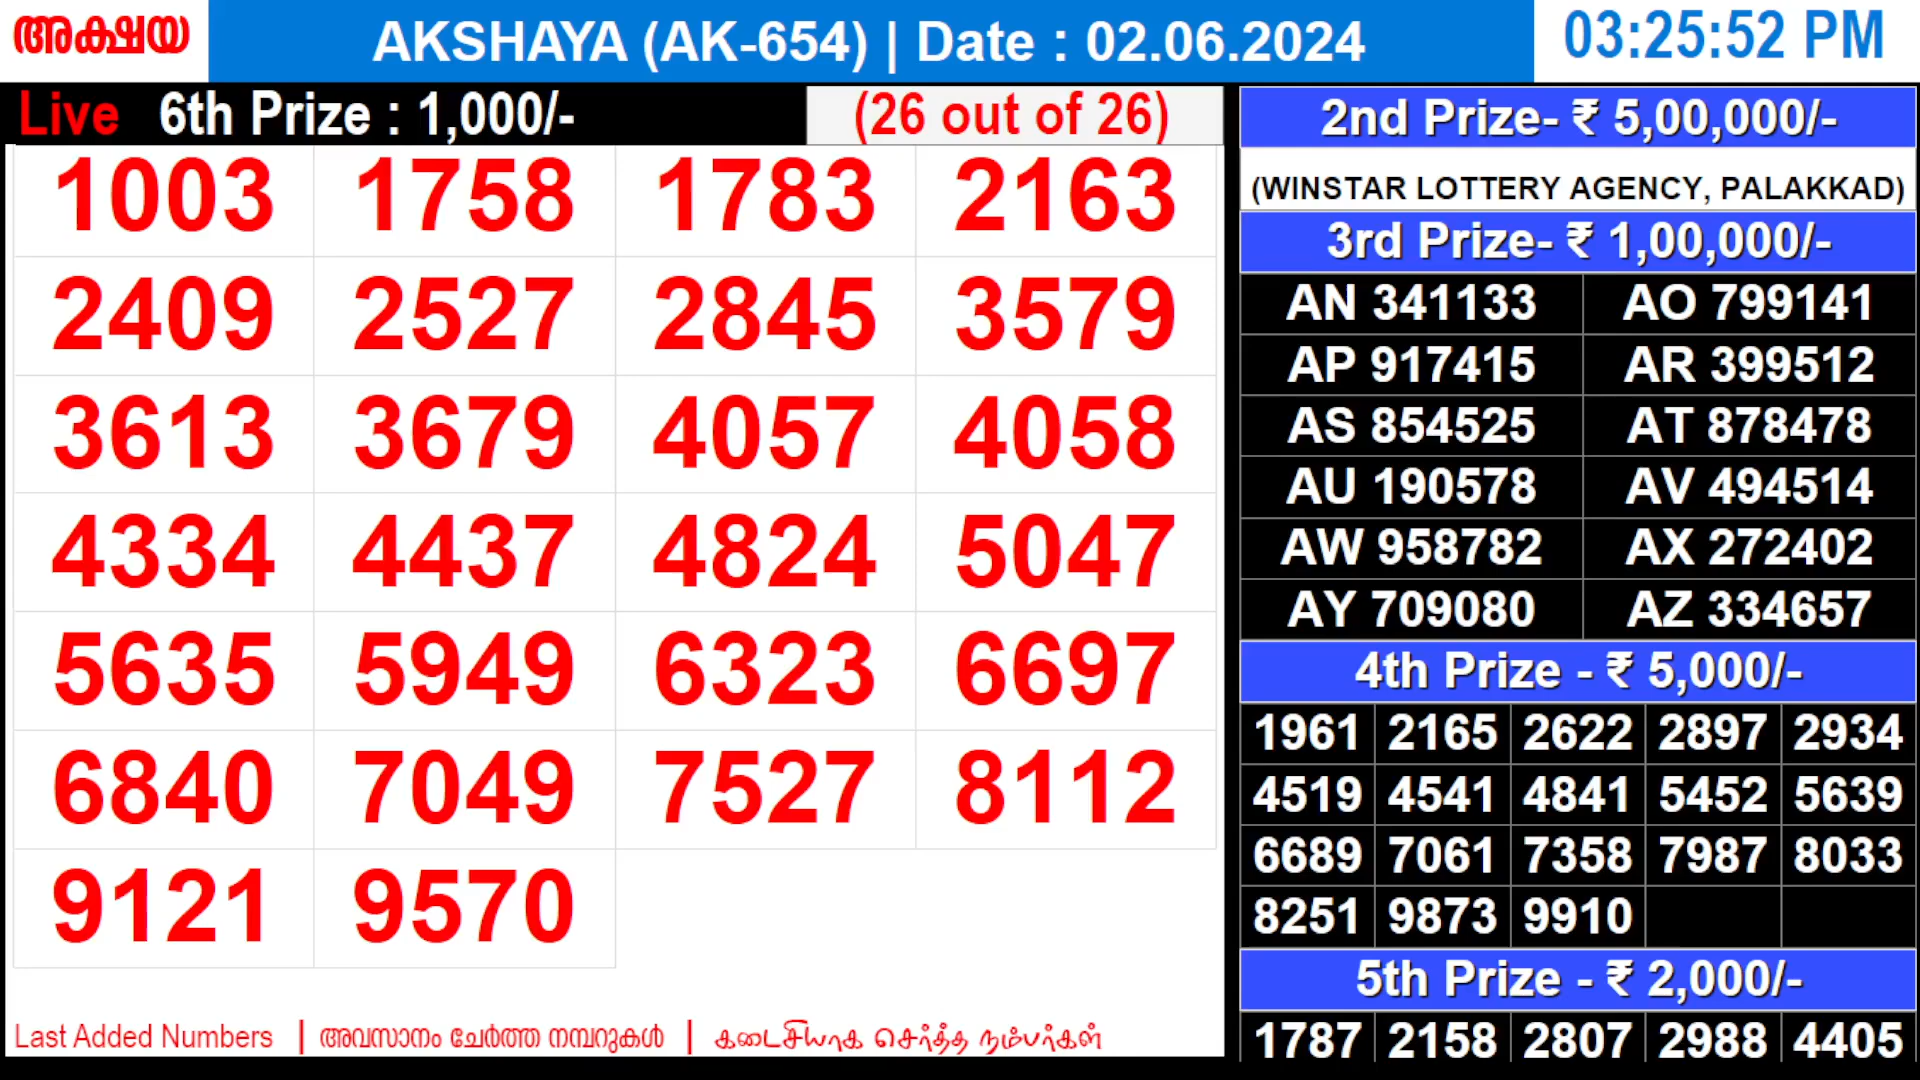 അക്ഷയ AKSHAYA (AK-654) | Date : 02.06.2024 03:25:52 PM
Live 6th Prize : 1,000/- (26 out of 26)
1003 1758 1783 2163
2409 2527 2845 3579
3613 3679 4057 4058
4334 4437 4824 5047
5635 5949 6323 6697
6840 7049 7527 8112
9121 9570
Last Added Numbers | അവസാനം ചേർത്ത നമ്പറുകൾ | கடைசியாக சேர்த்த நம்பர்கள்
2nd Prize- ₹ 5,00,000/-
(WINSTAR LOTTERY AGENCY, PALAKKAD)
3rd Prize- ₹ 1,00,000/-
AN 341133 AO 799141
AP 917415 AR 399512
AS 854525 AT 878478
AU 190578 AV 494514
AW 958782 AX 272402
AY 709080 AZ 334657
4th Prize - ₹ 5,000/-
1961 2165 2622 2897 2934
4519 4541 4841 5452 5639
6689 7061 7358 7987 8033
8251 9873 9910
5th Prize - ₹ 2,000/-
1787 2158 2807 2988 4405